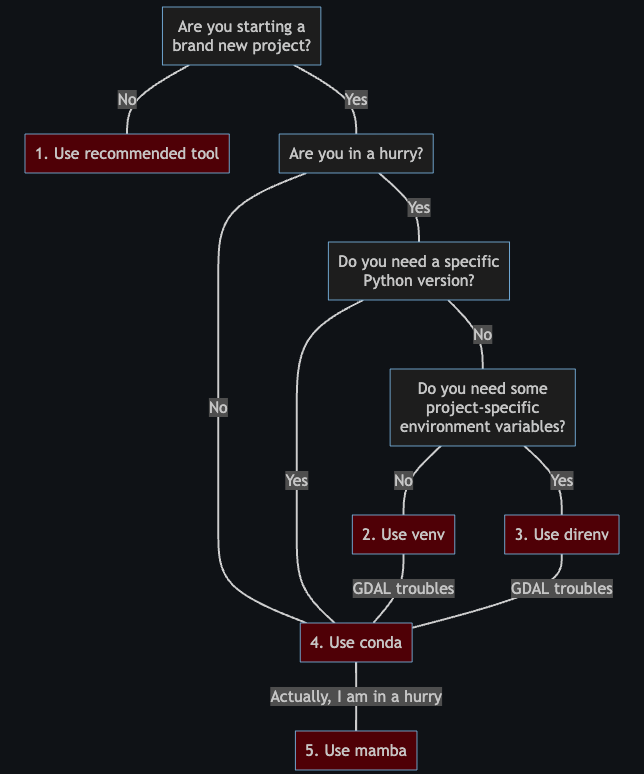 Are you starting a
brand new project?
No
Yes
1. Use recommended tool
Are you in a hurry?
Yes
Do you need a specific
Python version?
No
Do you need some
project-specific
environment variables?
No
Yes
No
Yes
2. Use venv
3. Use direnv
GDAL troubles
GDAL troubles
4. Use conda
Actually, I am in a hurry
5. Use mamba